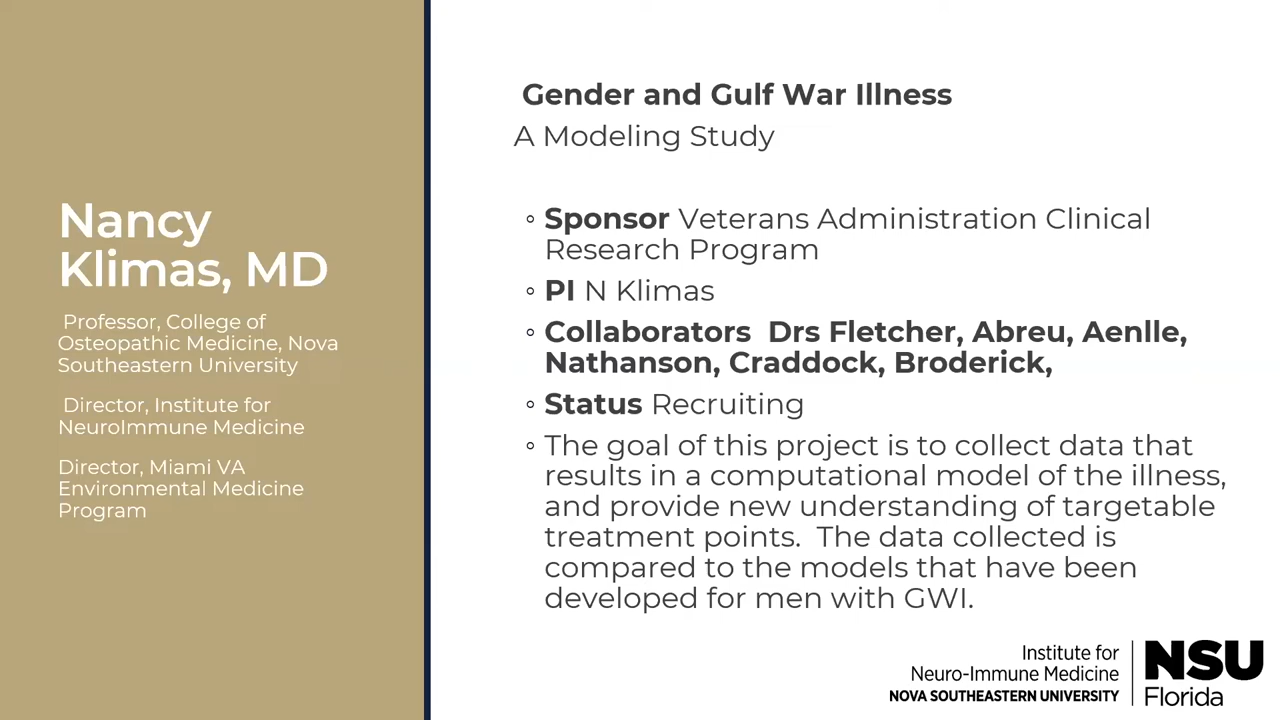 Nancy
Klimas, MD
Professor, College of
Osteopathic Medicine, Nova
Southeastern University
Director, Institute for
NeuroImmune Medicine
Director, Miami VA
Environmental Medicine
Program
Gender and Gulf War Illness
A Modeling Study
◦ Sponsor Veterans Administration Clinical
Research Program
◦ PI N Klimas
◦ Collaborators  Drs Fletcher, Abreu, Aenlle,
Nathanson, Craddock, Broderick,
◦ Status Recruiting
◦ The goal of this project is to collect data that
results in a computational model of the illness,
and provide new understanding of targetable
treatment points.  The data collected is
compared to the models that have been
developed for men with GWI.
Institute for
Neuro-Immune Medicine
NOVA SOUTHEASTERN UNIVERSITY
NSU
Florida